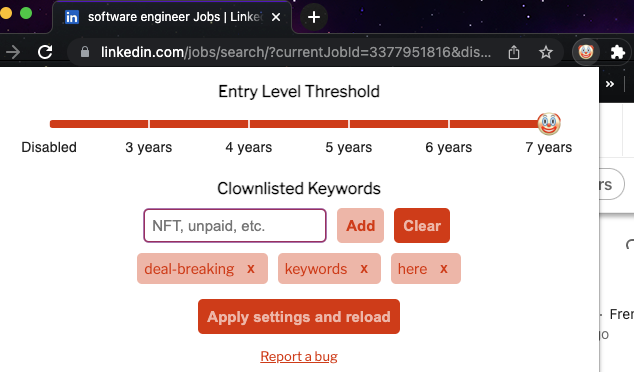 in software engineer Jobs | Linke
linkedin.com/jobs/search/?currentJobId=3377951816&dis...
»
Entry Level Threshold
Disabled 3 years 4 years 5 years 6 years 7 years
Clownlisted Keywords
rs
NFT, unpaid, etc. Add Clear
deal-breaking x keywords x here x
Apply settings and reload
· Fren
go
Report a bug